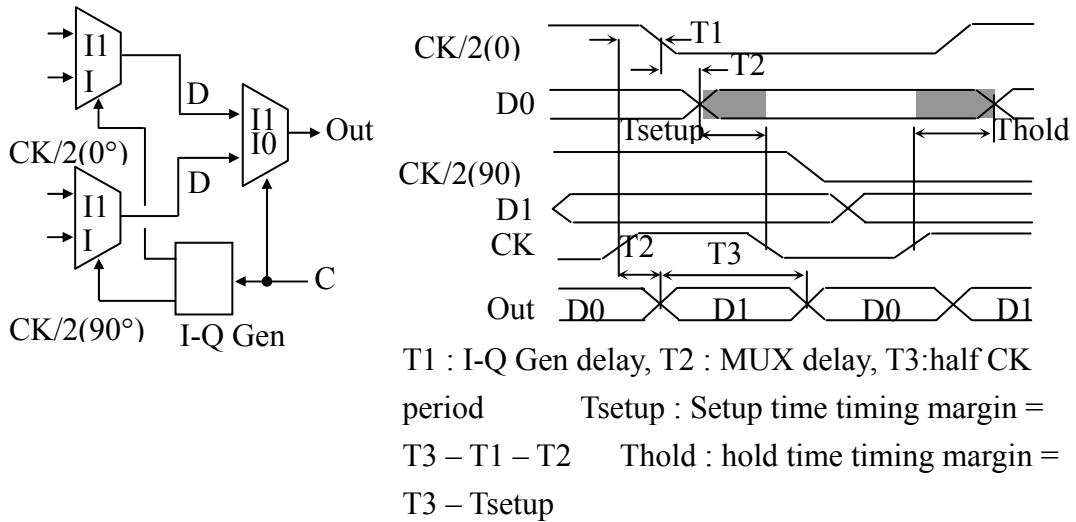 I1
I
D
CK/2(0°)
I1
I0
Out
D
I1
I
C
CK/2(90°)
I-Q Gen
CK/2(0)
T1
T2
D0
Tsetup
Thold
CK/2(90)
D1
CK
T2
T3
Out
D0
D1
D0
D1
T1 : I-Q Gen delay, T2 : MUX delay, T3:half CK
period Tsetup : Setup time timing margin =
T3 – T1 – T2 Thold : hold time timing margin =
T3 – Tsetup